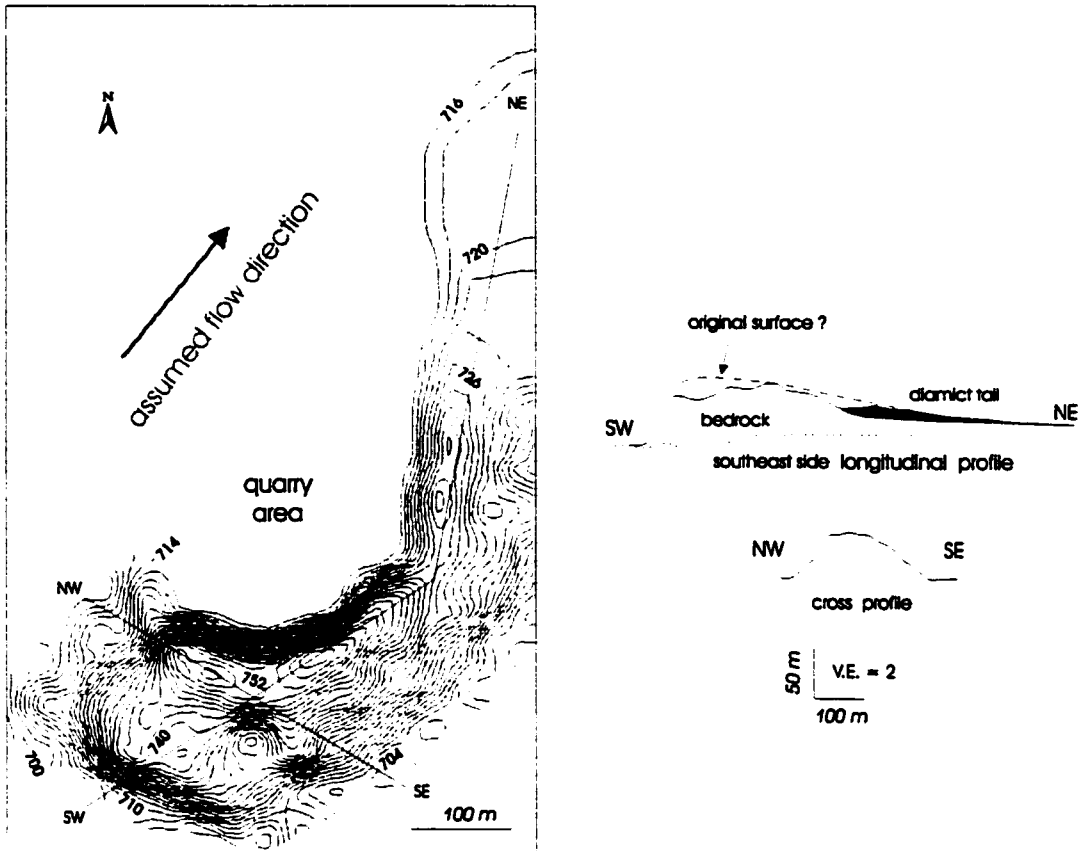 N
716
NE
720
assumed flow direction
726
quarry
area
714
NW
752
740
704
700
710
SW
SE
100 m
original surface ?
diamict tail
bedrock
SW
NE
southeast side longitudinal profile
NW
SE
cross profile
50 m
V.E. = 2
100 m